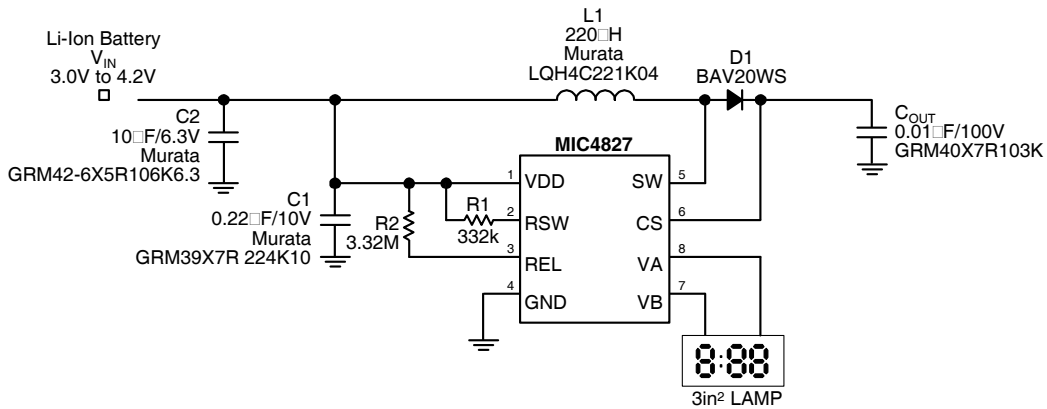 Li-Ion Battery
VIN
3.0V to 4.2V
C2
10□F/6.3V
Murata
GRM42-6X5R106K6.3
C1
0.22□F/10V
Murata
GRM39X7R 224K10
L1
220□H
Murata
LQH4C221K04
D1
BAV20WS
COUT
0.01□F/100V
GRM40X7R103K
R2
3.32M
R1
332k
MIC4827
1 VDD SW 5
2 RSW CS 6
3 REL VA 8
4 GND VB 7
8:88
3in² LAMP